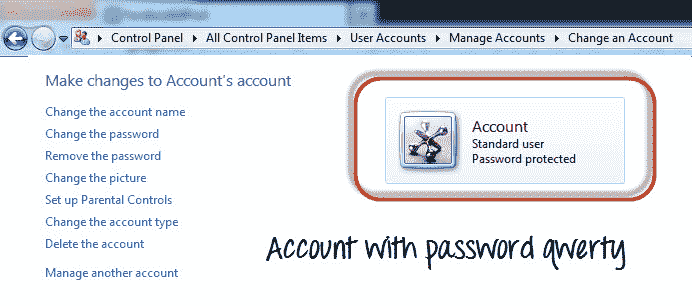 Control Panel All Control Panel Items User Accounts Manage Accounts Change an Account
Make changes to Account's account
Change the account name
Change the password
Remove the password
Change the picture
Set up Parental Controls
Change the account type
Delete the account
Manage another account
Account
Standard user
Password protected
Account with password qwerty